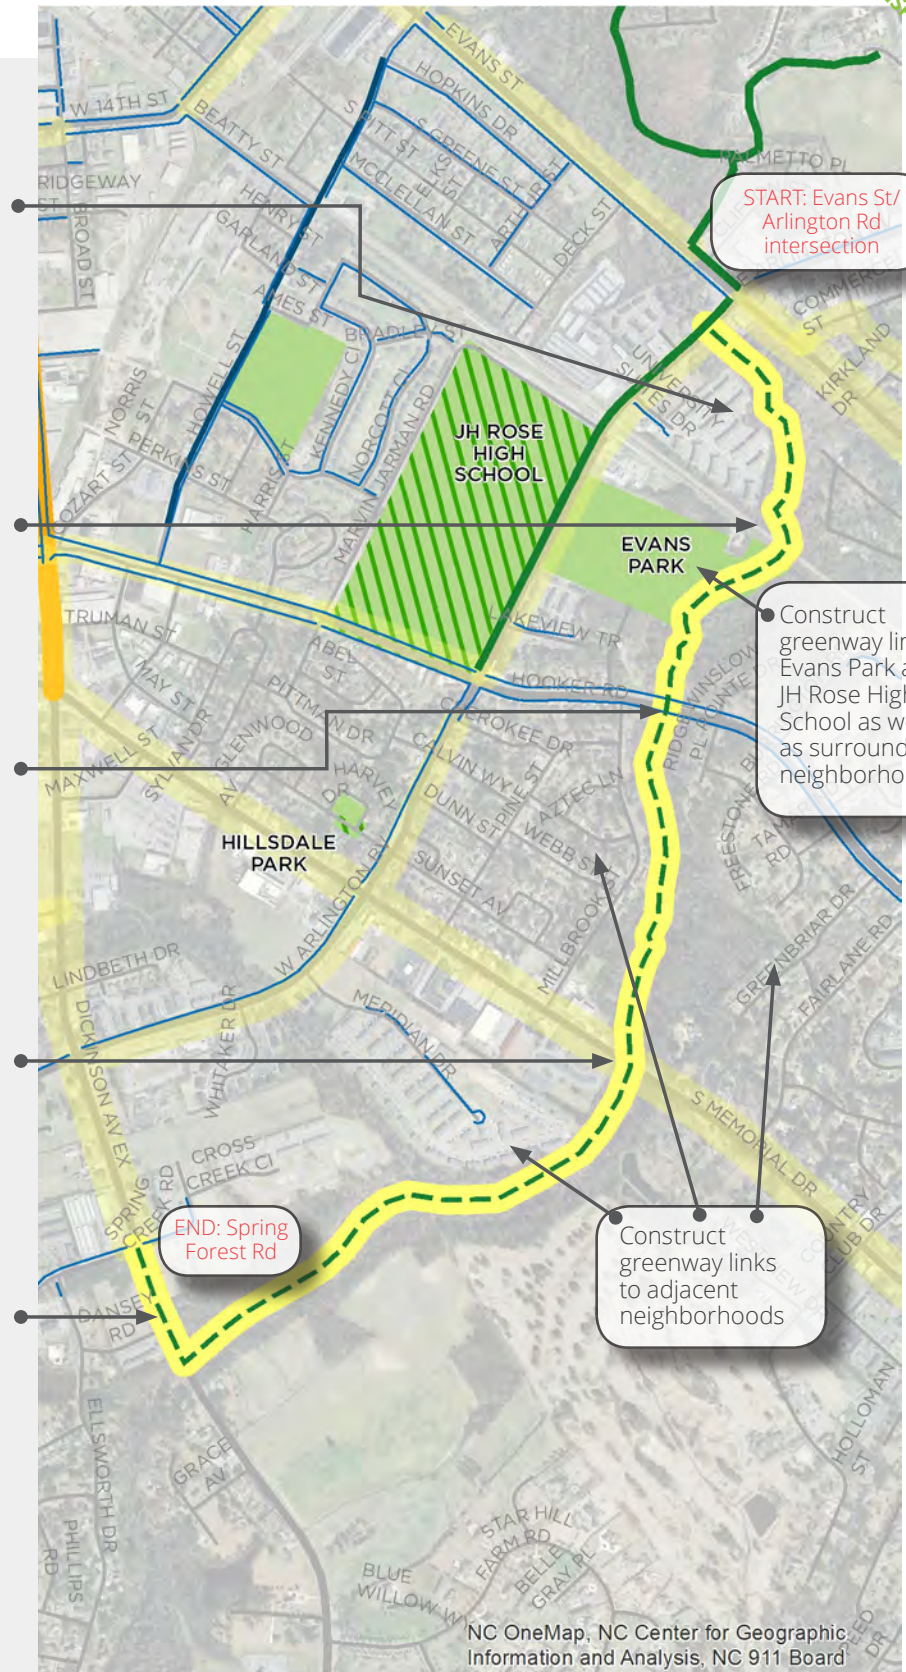 EVANS ST
HOPKINS DR
W 14TH ST
BEATTY ST
S PITT ST
S GREENE ST
ELKS ST
MCCLELLAN ST
ARTHUR ST
PALMETTO PL
RIDGEWAY
ST
BROAD ST
HENRY ST
GARLAND ST
DECK ST
START: Evans St/
Arlington Rd
intersection
COMMERCE
ST
AMES ST
BRADLEY ST
KIRKLAND
DR
HOWELL ST
KENNEDY CI
NORCOTT CI
MARVIN JARMAN RD
UNIVERSITY
SUITES DR
NORRIS
ST
JH ROSE
HIGH
SCHOOL
PERKINS ST
HARRIS ST
COZART ST
EVANS
PARK
TRUMAN ST
LAKEVIEW TR
Construct
greenway lin
Evans Park a
JH Rose High
School as w
as surround
neighborho
ABEL
ST
HOOKER RD
CHEROKEE DR
MAY ST
PITTMAN DR
GLENWOOD
AV
SYLVAN DR
MAXWELL ST
CALVIN WY
HARVEY
DR
DUNN ST
PINE ST
AZTEC LN
WEBB ST
FREESTONE
RD
HILLSDALE
PARK
SUNSET AV
MILLBROOK ST
GREENBRIAR DR
FAIRLANE RD
W ARLINGTON BV
LINDBETH DR
WHITAKER DR
MERIDIAN DR
DICKINSON AV EX
S MEMORIAL DR
CROSS
CREEK CI
SPRING
CREEK RD
END: Spring
Forest Rd
COUNTRY
CLUB DR
Construct
greenway links
to adjacent
neighborhoods
DANSEY
RD
ELLSWORTH DR
HOLLOMAN
ST
GRACE
AV
PHILLIPS
RD
STAR HILL
FARM RD
BELLE
GRAY PL
BLUE
WILLOW WY
NC OneMap, NC Center for Geographic
Information and Analysis, NC 911 Board